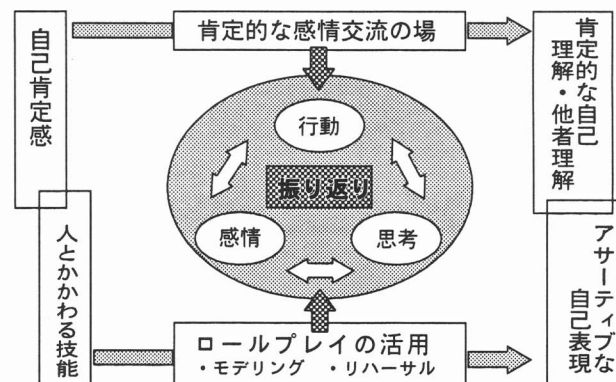 自己肯定感
肯定的な感情交流の場
肯定的な自己
理解・他者理解
行動
振り返り
感情
思考
人とかかわる技能
ロールプレイの活用
・モデリング ・リハーサル
アサーティブな
自己表現